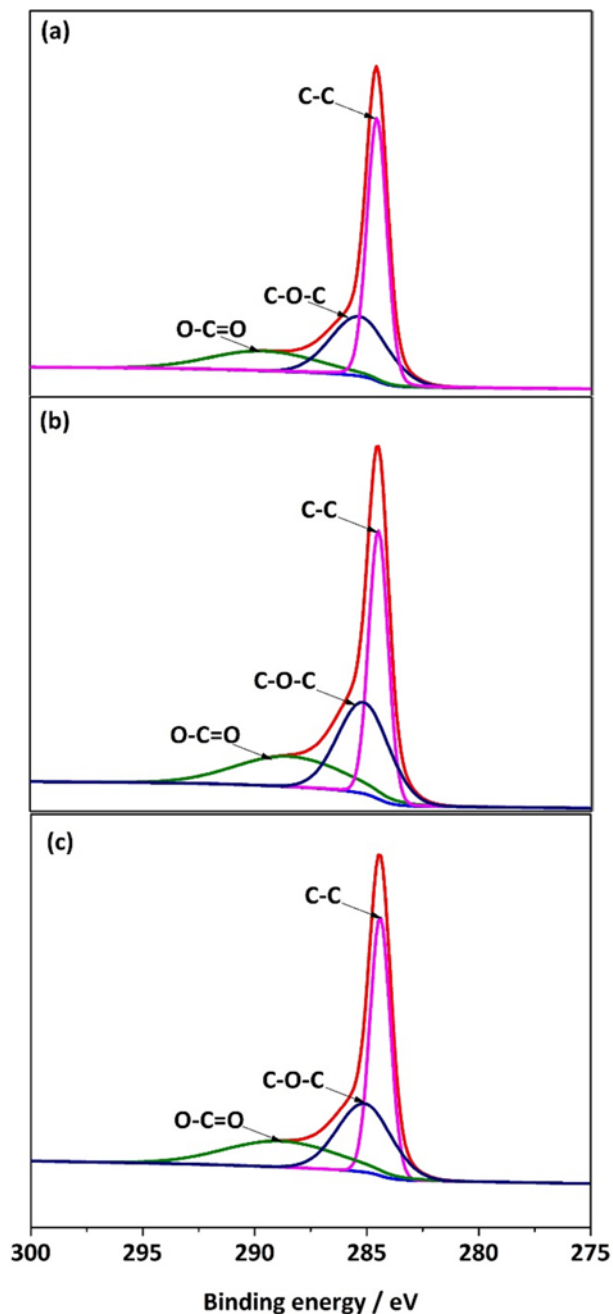 (a)
C-C
C-O-C
O-C=O
(b)
C-C
C-O-C
O-C=O
(c)
C-C
C-O-C
O-C=O
300 295 290 285 280 275
Binding energy / eV